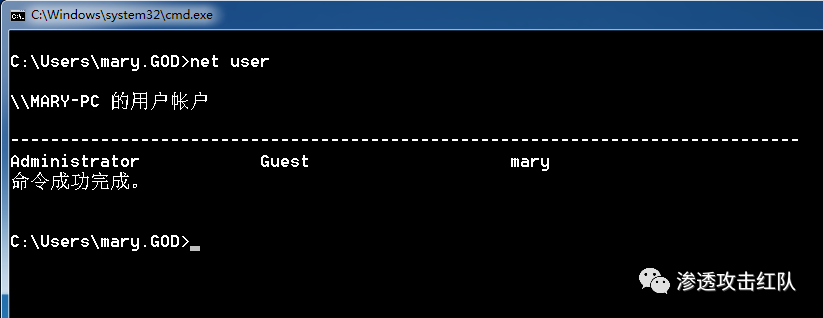 C:\Windows\system32\cmd.exe
C:\Users\mary.GOD>net user
\\MARY-PC 的用户帐户
-------------------------------------------------------------------------------
Administrator            Guest                    mary
命令成功完成。
C:\Users\mary.GOD>_
渗透攻击红队